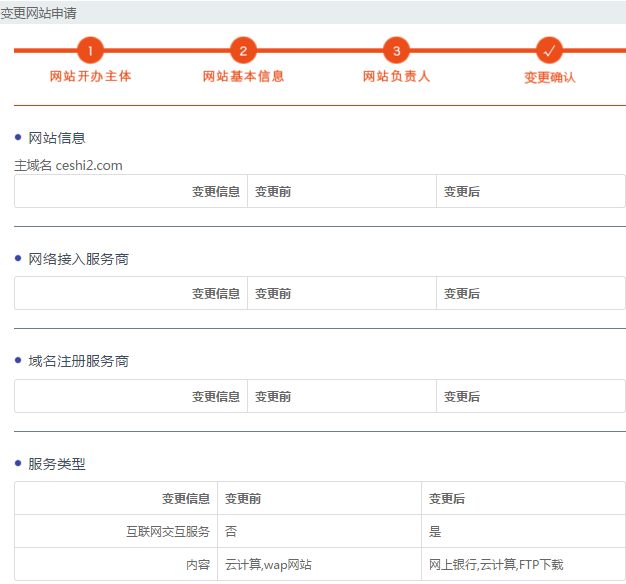 变更网站申请
1 2 3
网站开办主体 网站基本信息 网站负责人 变更确认
网站信息
主域名 ceshi2.com
变更信息 变更前 变更后
网络接入服务商
变更信息 变更前 变更后
域名注册服务商
变更信息 变更前 变更后
服务类型
变更信息 变更前 变更后
互联网交互服务 否 是
内容 云计算,wap网站 网上银行,云计算,FTP下载